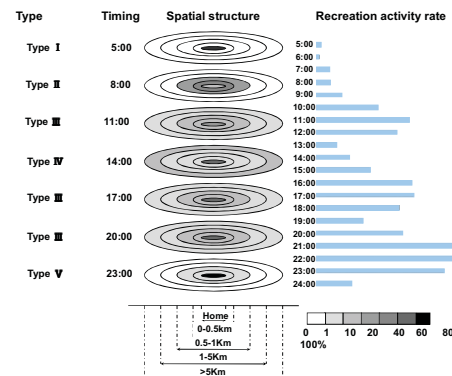 Type Timing Spatial structure Recreation activity rate
Type Ⅰ 5:00
Type Ⅱ 8:00
Type Ⅲ 11:00
Type Ⅳ 14:00
Type Ⅲ 17:00
Type Ⅲ 20:00
Type Ⅴ 23:00
5:00
6:00
7:00
8:00
9:00
10:00
11:00
12:00
13:00
14:00
15:00
16:00
17:00
18:00
19:00
20:00
21:00
22:00
23:00
24:00
Home
0-0.5km
0.5-1Km
1-5Km
>5Km
0 1 10 20 40 60 80
100%